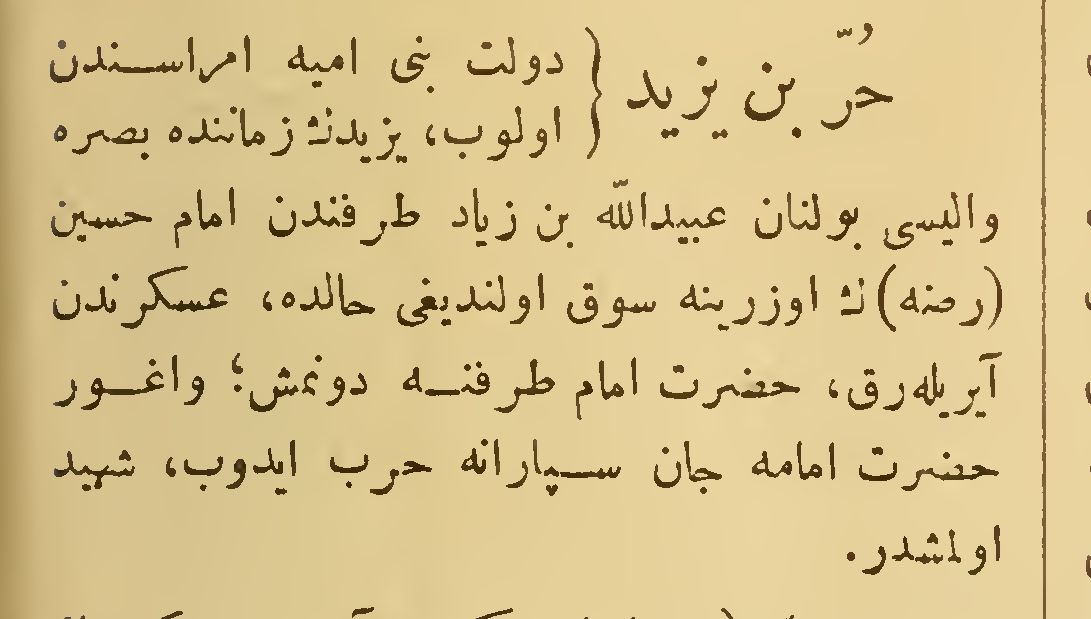 حُرّ بن یزید { دولت بنی امیه امراسندن
اولوب، یزیدڭ زماننده بصره
والیسی بولنان عبیدالله بن زیاد طرفندن امام حسین
(رضه) ڭ اوزرینه سوق اولندیغی حالده، عسکرندن
آیریله‌رق، حضرت امام طرفنه دونمش؛ واغور
حضرت امامه جان سپارانه حرب ایدوب، شهید
اولمشدر.